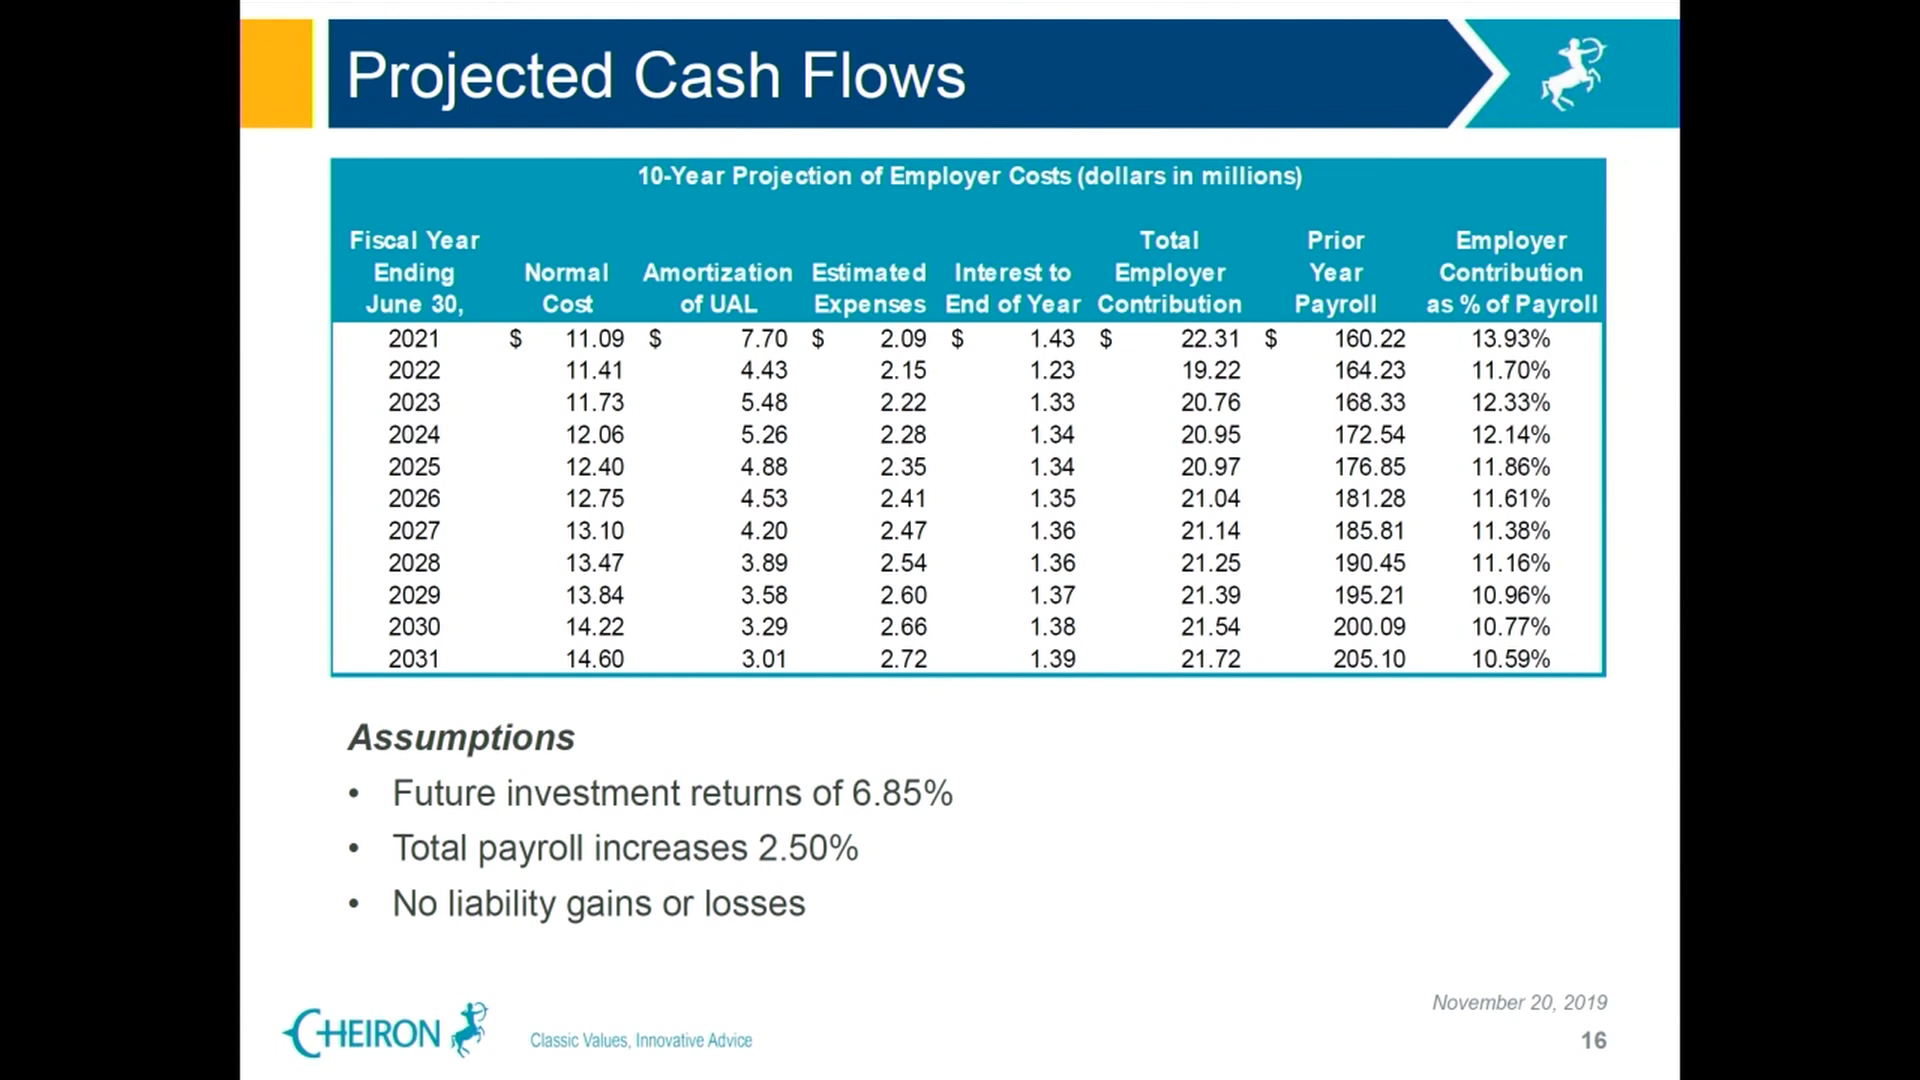 Projected Cash Flows
10-Year Projection of Employer Costs (dollars in millions)
Fiscal Year Ending June 30, Normal Cost Amortization of UAL Estimated Expenses Interest to End of Year Total Employer Contribution Prior Year Payroll Employer Contribution as % of Payroll
2021 $ 11.09 $ 7.70 $ 2.09 $ 1.43 $ 22.31 $ 160.22 13.93%
2022 11.41 4.43 2.15 1.23 19.22 164.23 11.70%
2023 11.73 5.48 2.22 1.33 20.76 168.33 12.33%
2024 12.06 5.26 2.28 1.34 20.95 172.54 12.14%
2025 12.40 4.88 2.35 1.34 20.97 176.85 11.86%
2026 12.75 4.53 2.41 1.35 21.04 181.28 11.61%
2027 13.10 4.20 2.47 1.36 21.14 185.81 11.38%
2028 13.47 3.89 2.54 1.36 21.25 190.45 11.16%
2029 13.84 3.58 2.60 1.37 21.39 195.21 10.96%
2030 14.22 3.29 2.66 1.38 21.54 200.09 10.77%
2031 14.60 3.01 2.72 1.39 21.72 205.10 10.59%
Assumptions
• Future investment returns of 6.85%
• Total payroll increases 2.50%
• No liability gains or losses
November 20, 2019
CHEIRON Classic Values, Innovative Advice
16